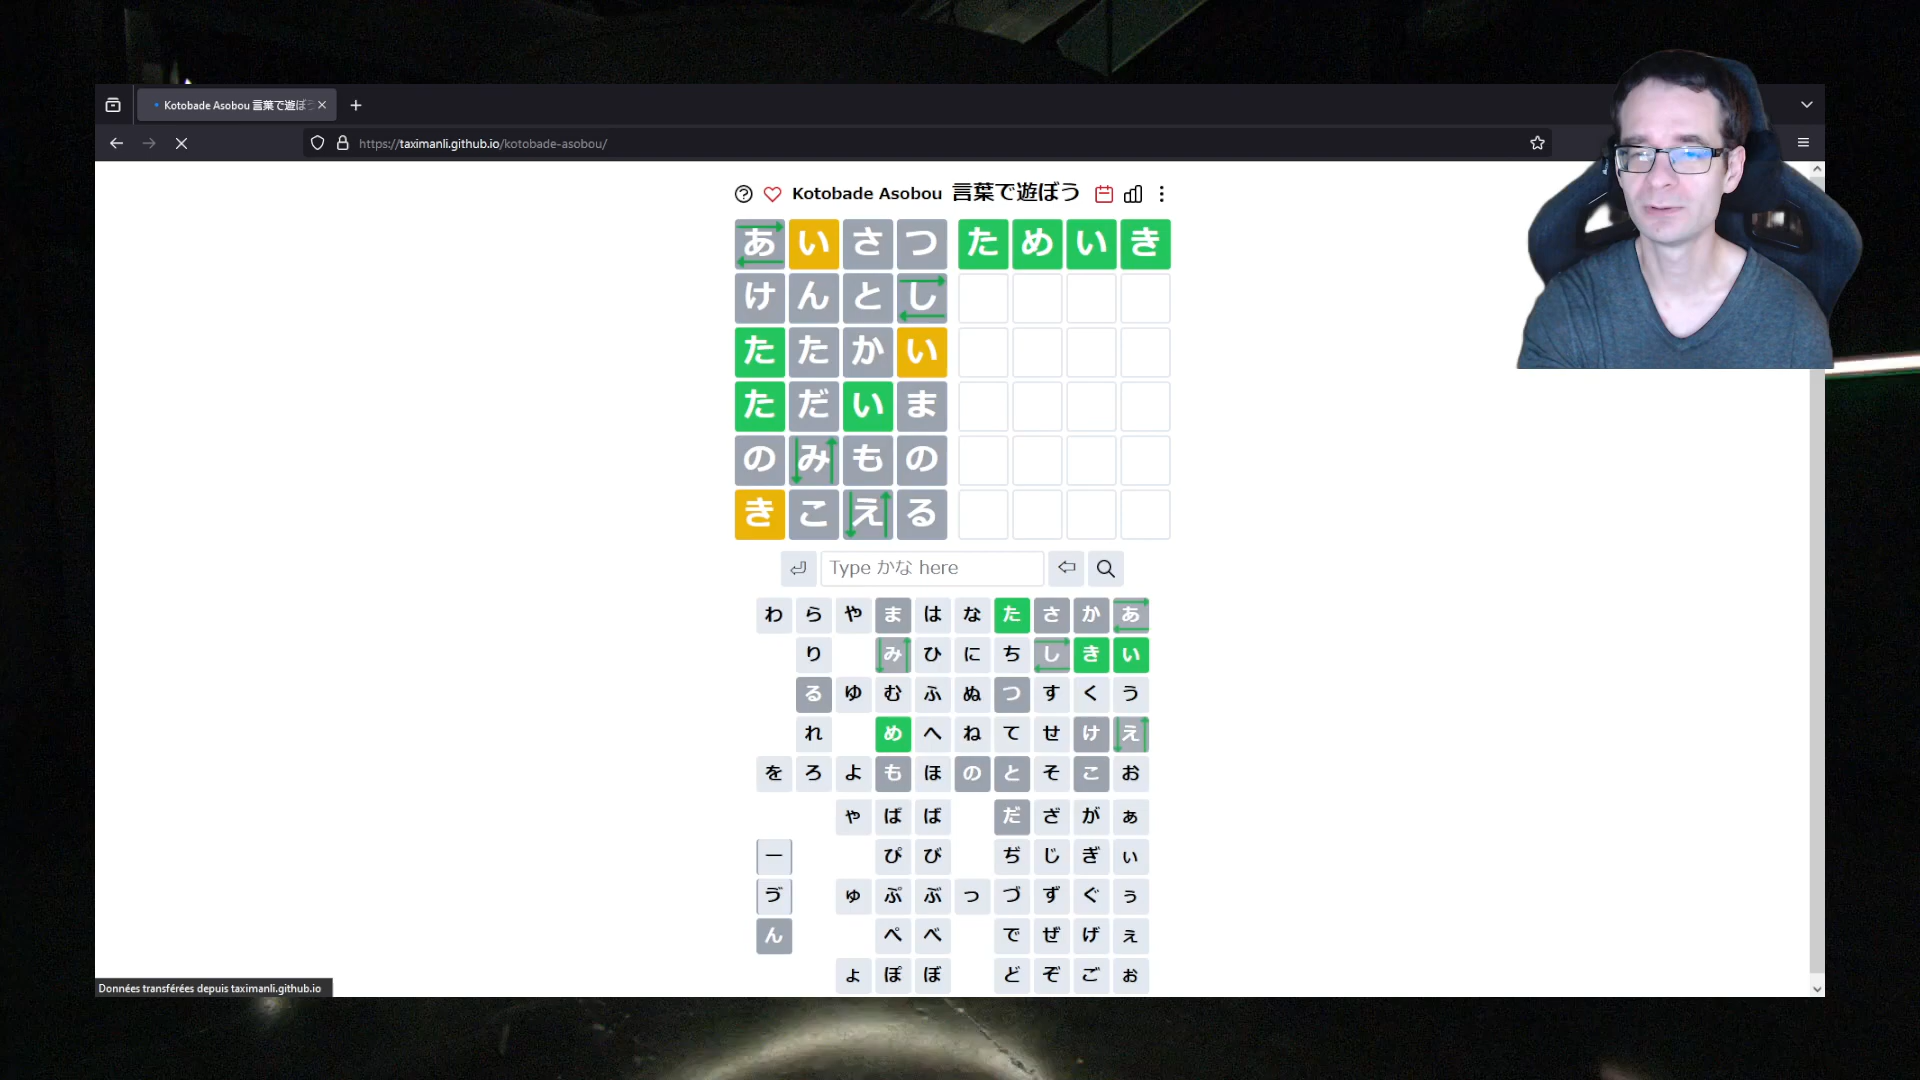 Kotobade Asobou 言葉で遊ぼう
https://taximanli.github.io/kotobade-asobou/
Kotobade Asobou 言葉で遊ぼう
あいさつ ためいき
けんとし
たたかい
ただいま
のみもの
きこえる
Type かな here
わ ら や ま は な た さ か あ
り み ひ に ち し き い
る ゆ む ふ ぬ つ す く う
れ め へ ね て せ け え
を ろ よ も ほ の と そ こ お
ゃ ぱ ば だ ざ が ぁ
ー ぴ び ぢ じ ぎ ぃ
ゔ ゅ ぷ ぶ っ づ ず ぐ ぅ
ん ぺ べ で ぜ げ ぇ
ょ ぽ ぼ ど ぞ ご ぉ
Données transférées depuis taximanli.github.io